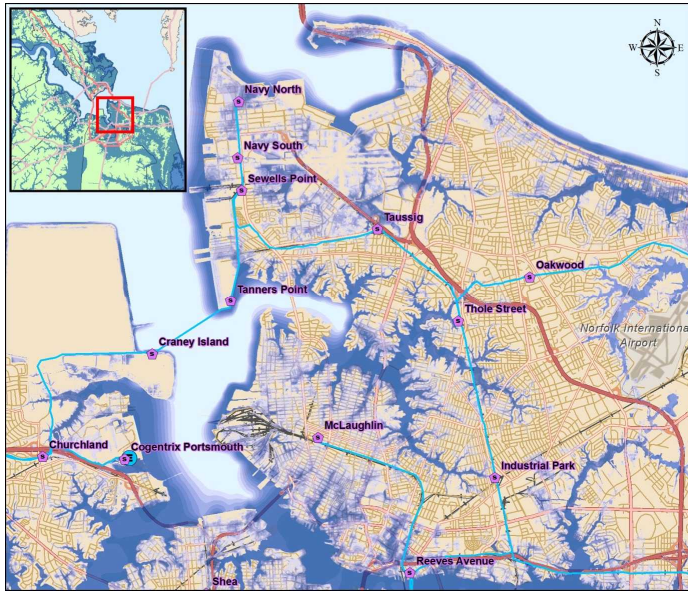 N
W
E
S
Navy North
Navy South
Sewells Point
Taussig
Oakwood
Tanners Point
Thole Street
Norfolk Internationa
Airport
Craney Island
McLaughlin
Churchland
Cogentrix Portsmouth
Industrial Park
Reeves Avenue
Shea
S
S
S
S
S
S
S
S
S
S
S
S
S